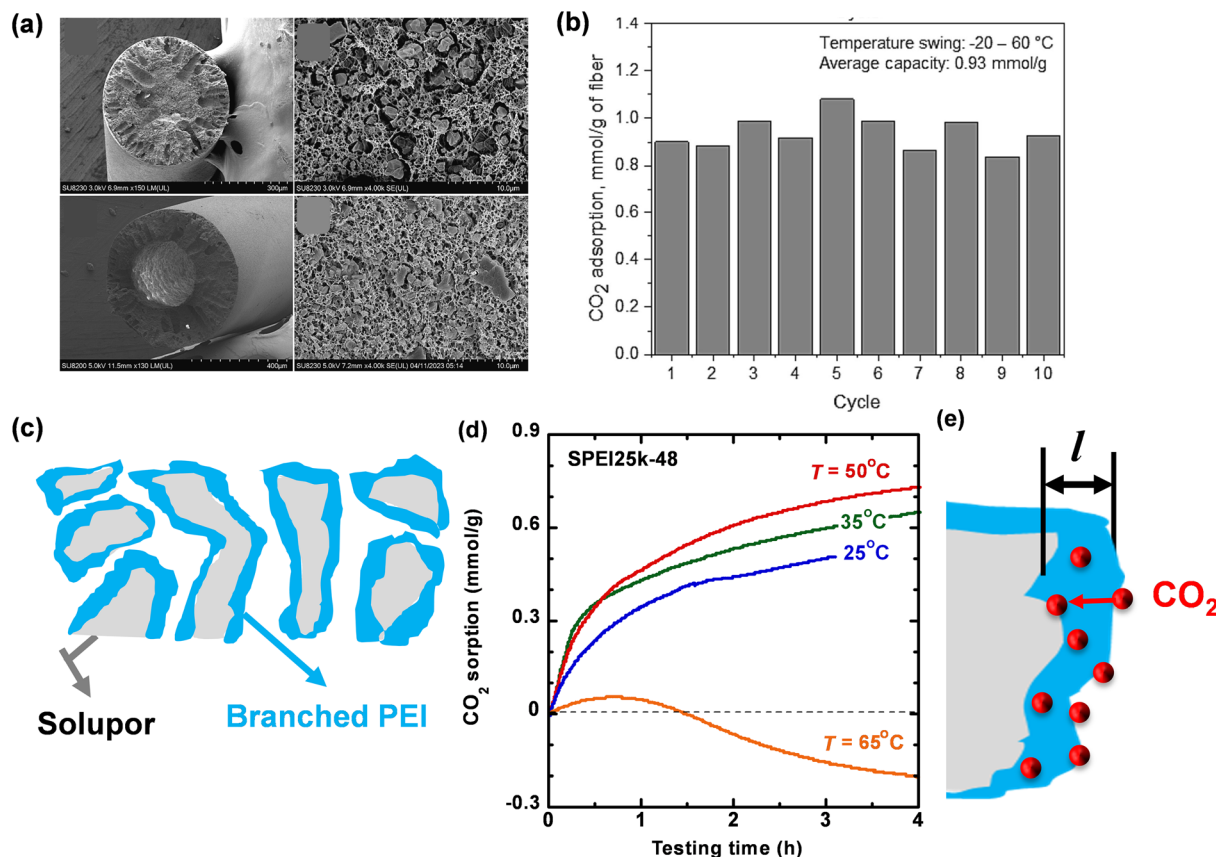 (a)
SU8230 3.0kV 6.9mm x150 LM(UL) 300μm
SU8230 3.0kV 6.9mm x4.00k SE(UL) 10.0μm
SU8200 5.0kV 11.5mm x130 LM(UL) 400μm
SU8230 5.0kV 7.2mm x4.00k SE(UL) 04/11/2023 05:14 10.0μm
(b)
Temperature swing: -20 – 60 °C
Average capacity: 0.93 mmol/g
CO2 adsorption, mmol/g of fiber
1.4
1.2
1.0
0.8
0.6
0.4
0.2
0.0
1 2 3 4 5 6 7 8 9 10
Cycle
(c)
Solupor
Branched PEI
(d)
SPEI25k-48
CO2 sorption (mmol/g)
0.9
0.6
0.3
0
-0.3
T = 50°C
35°C
25°C
T = 65°C
0 1 2 3 4
Testing time (h)
(e)
l
CO2